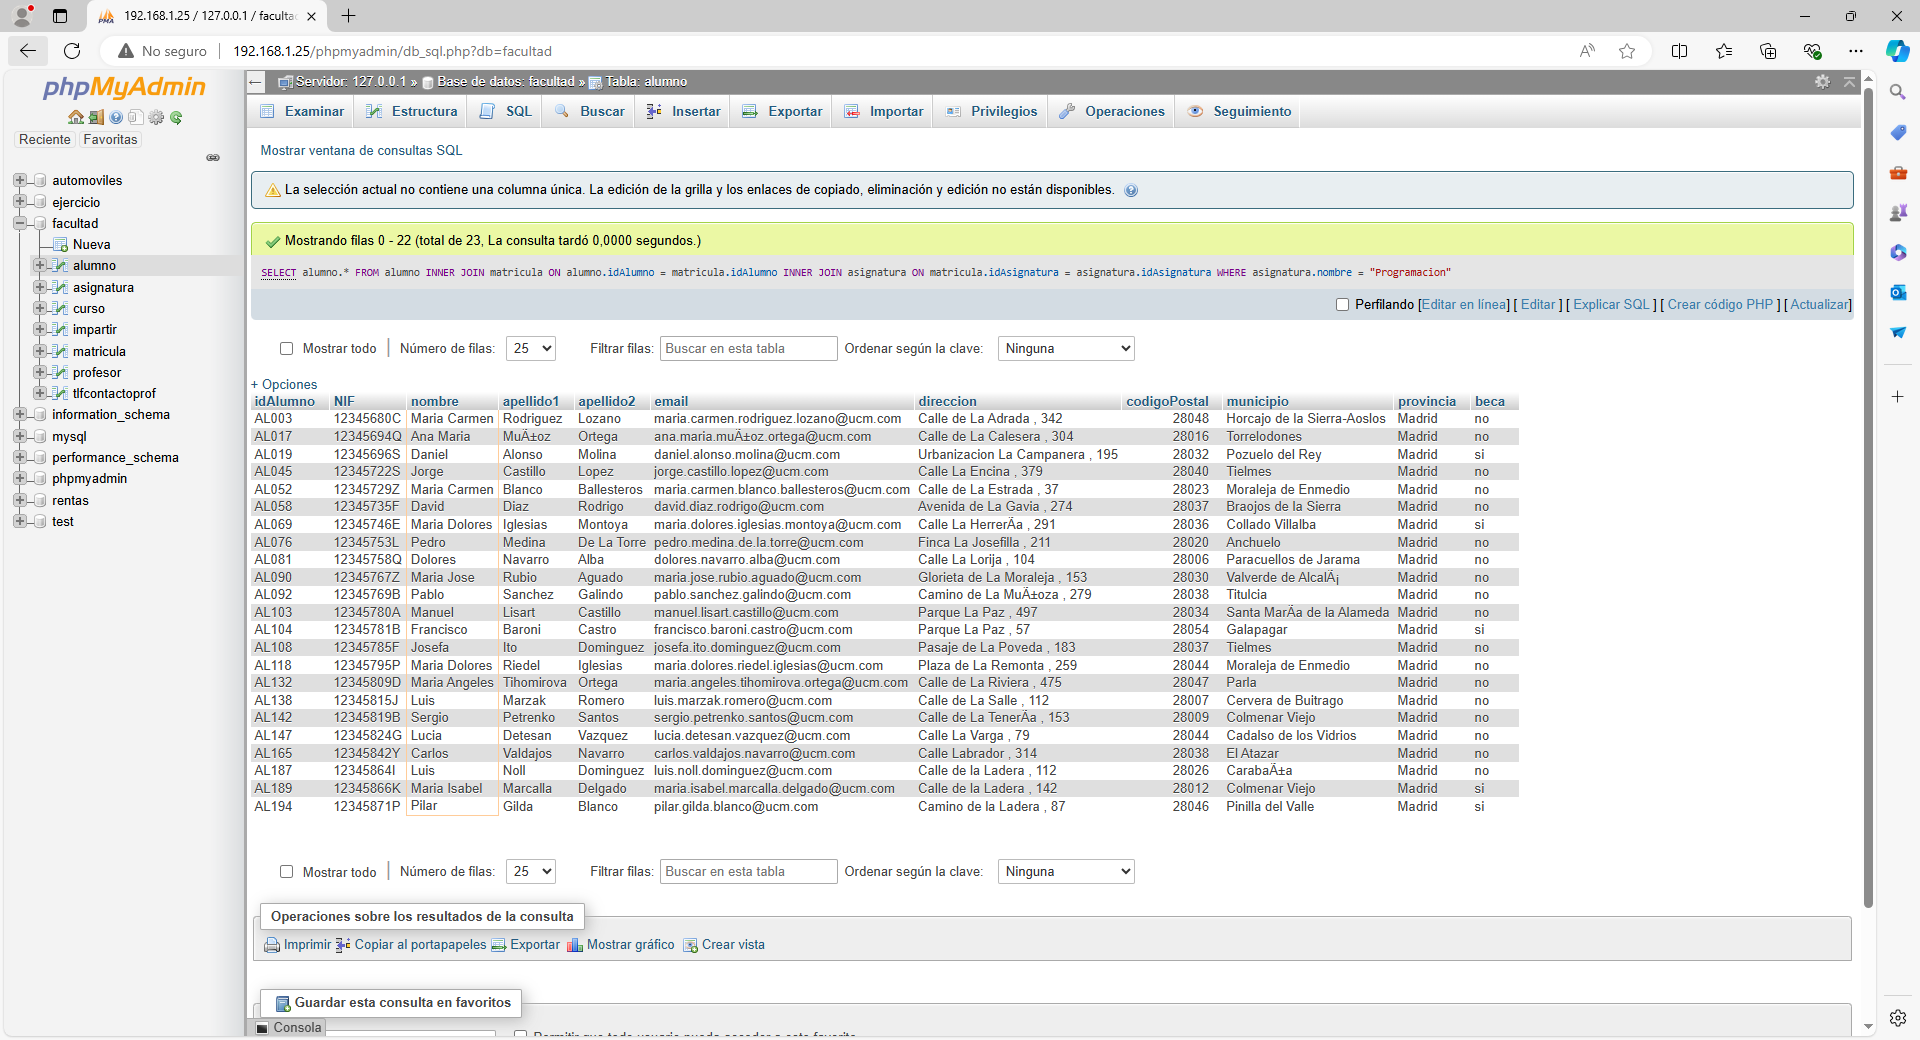 192.168.1.25 / 127.0.0.1 / faculta
No seguro
192.168.1.25/phpmyadmin/db_sql.php?db=facultad
phpMyAdmin
Reciente Favoritas
automoviles
ejercicio
facultad
Nueva
alumno
asignatura
curso
impartir
matricula
profesor
tlfcontactoprof
information_schema
mysql
performance_schema
phpmyadmin
rentas
test
Servidor: 127.0.0.1 » Base de datos: facultad » Tabla: alumno
Examinar Estructura SQL Buscar Insertar Exportar Importar Privilegios Operaciones Seguimiento
Mostrar ventana de consultas SQL
La selección actual no contiene una columna única. La edición de la grilla y los enlaces de copiado, eliminación y edición no están disponibles.
Mostrando filas 0 - 22 (total de 23, La consulta tardó 0,0000 segundos.)
SELECT alumno.* FROM alumno INNER JOIN matricula ON alumno.idAlumno = matricula.idAlumno INNER JOIN asignatura ON matricula.idAsignatura = asignatura.idAsignatura WHERE asignatura.nombre = "Programacion"
Perfilando [Editar en línea] [ Editar ] [ Explicar SQL ] [ Crear código PHP ] [ Actualizar]
Mostrar todo | Número de filas: 25 Filtrar filas: Buscar en esta tabla Ordenar según la clave: Ninguna
+ Opciones
idAlumno NIF nombre apellido1 apellido2 email direccion codigoPostal municipio provincia beca
AL003 12345680C Maria Carmen Rodriguez Lozano maria.carmen.rodriguez.lozano@ucm.com Calle de La Adrada , 342 28048 Horcajo de la Sierra-Aoslos Madrid no
AL017 12345694Q Ana Maria MuÃ±oz Ortega ana.maria.muÃ±oz.ortega@ucm.com Calle de La Calesera , 304 28016 Torrelodones Madrid no
AL019 12345696S Daniel Alonso Molina daniel.alonso.molina@ucm.com Urbanizacion La Campanera , 195 28032 Pozuelo del Rey Madrid si
AL045 12345722S Jorge Castillo Lopez jorge.castillo.lopez@ucm.com Calle La Encina , 379 28040 Tielmes Madrid no
AL052 12345729Z Maria Carmen Blanco Ballesteros maria.carmen.blanco.ballesteros@ucm.com Calle de La Estrada , 37 28023 Moraleja de Enmedio Madrid no
AL058 12345735F David Diaz Rodrigo david.diaz.rodrigo@ucm.com Avenida de La Gavia , 274 28037 Braojos de la Sierra Madrid no
AL069 12345746E Maria Dolores Iglesias Montoya maria.dolores.iglesias.montoya@ucm.com Calle La HerrerÃa , 291 28036 Collado Villalba Madrid si
AL076 12345753L Pedro Medina De La Torre pedro.medina.de.la.torre@ucm.com Finca La Josefilla , 211 28020 Anchuelo Madrid no
AL081 12345758Q Dolores Navarro Alba dolores.navarro.alba@ucm.com Calle La Lorija , 104 28006 Paracuellos de Jarama Madrid no
AL090 12345767Z Maria Jose Rubio Aguado maria.jose.rubio.aguado@ucm.com Glorieta de La Moraleja , 153 28030 Valverde de AlcalÃ¡ Madrid no
AL092 12345769B Pablo Sanchez Galindo pablo.sanchez.galindo@ucm.com Camino de La MuÃ±oza , 279 28038 Titulcia Madrid no
AL103 12345780A Manuel Lisart Castillo manuel.lisart.castillo@ucm.com Parque La Paz , 497 28034 Santa MarÃa de la Alameda Madrid no
AL104 12345781B Francisco Baroni Castro francisco.baroni.castro@ucm.com Parque La Paz , 57 28054 Galapagar Madrid si
AL108 12345785F Josefa Ito Dominguez josefa.ito.dominguez@ucm.com Pasaje de La Poveda , 183 28037 Tielmes Madrid no
AL118 12345795P Maria Dolores Riedel Iglesias maria.dolores.riedel.iglesias@ucm.com Plaza de La Remonta , 259 28044 Moraleja de Enmedio Madrid no
AL132 12345809D Maria Angeles Tihomirova Ortega maria.angeles.tihomirova.ortega@ucm.com Calle de La Riviera , 475 28047 Parla Madrid no
AL138 12345815J Luis Marzak Romero luis.marzak.romero@ucm.com Calle de La Salle , 112 28007 Cervera de Buitrago Madrid no
AL142 12345819B Sergio Petrenko Santos sergio.petrenko.santos@ucm.com Calle de La TenerÃa , 153 28009 Colmenar Viejo Madrid no
AL147 12345824G Lucia Detesan Vazquez lucia.detesan.vazquez@ucm.com Calle La Varga , 79 28044 Cadalso de los Vidrios Madrid no
AL165 12345842Y Carlos Valdajos Navarro carlos.valdajos.navarro@ucm.com Calle Labrador , 314 28038 El Atazar Madrid no
AL187 12345864I Luis Noll Dominguez luis.noll.dominguez@ucm.com Calle de la Ladera , 112 28026 CarabaÃ±a Madrid no
AL189 12345866K Maria Isabel Marcalla Delgado maria.isabel.marcalla.delgado@ucm.com Calle de la Ladera , 142 28012 Colmenar Viejo Madrid si
AL194 12345871P Pilar Gilda Blanco pilar.gilda.blanco@ucm.com Camino de la Ladera , 87 28046 Pinilla del Valle Madrid si
Mostrar todo | Número de filas: 25 Filtrar filas: Buscar en esta tabla Ordenar según la clave: Ninguna
Operaciones sobre los resultados de la consulta
Imprimir Copiar al portapapeles Exportar Mostrar gráfico Crear vista
Guardar esta consulta en favoritos
Consola